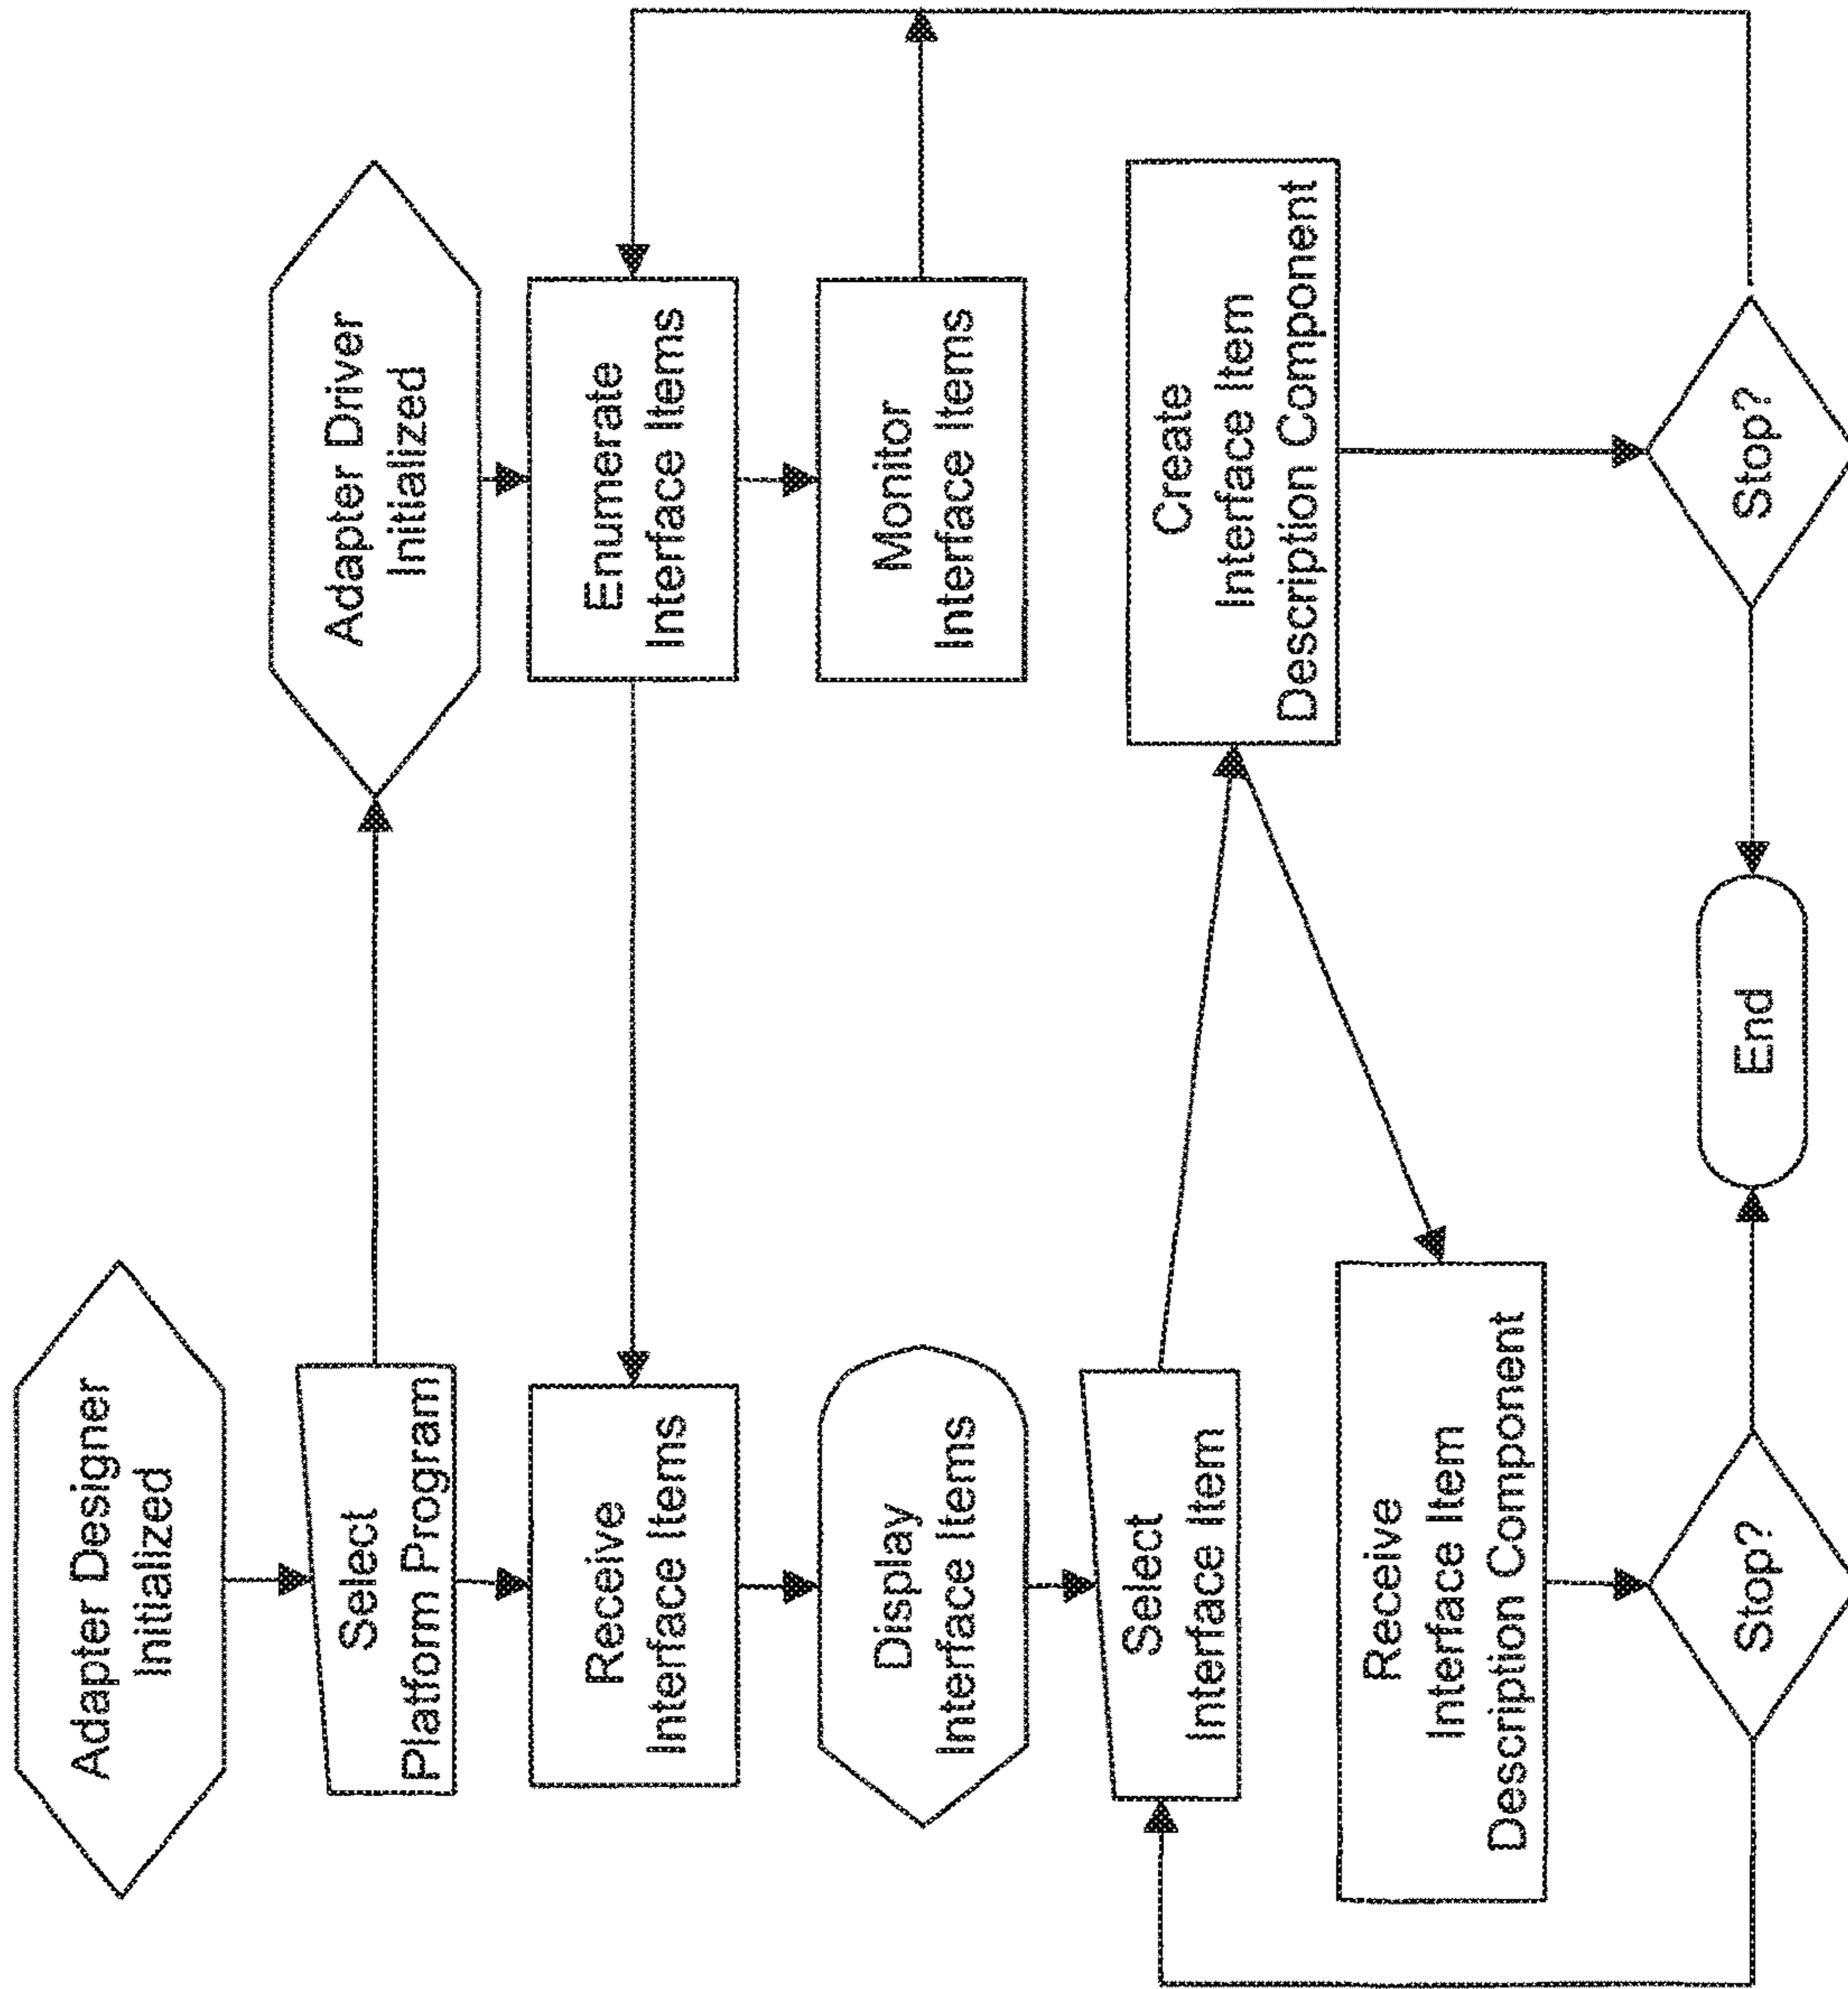 Adapter Designer
Initialized
Select
Platform Program
Receive
Interface Items
Display
Interface Items
Select
Interface Item
Receive
Interface Item
Description Component
Stop?
End
Adapter Driver
Initialized
Enumerate
Interface Items
Monitor
Interface Items
Create
Interface Item
Description Component
Stop?